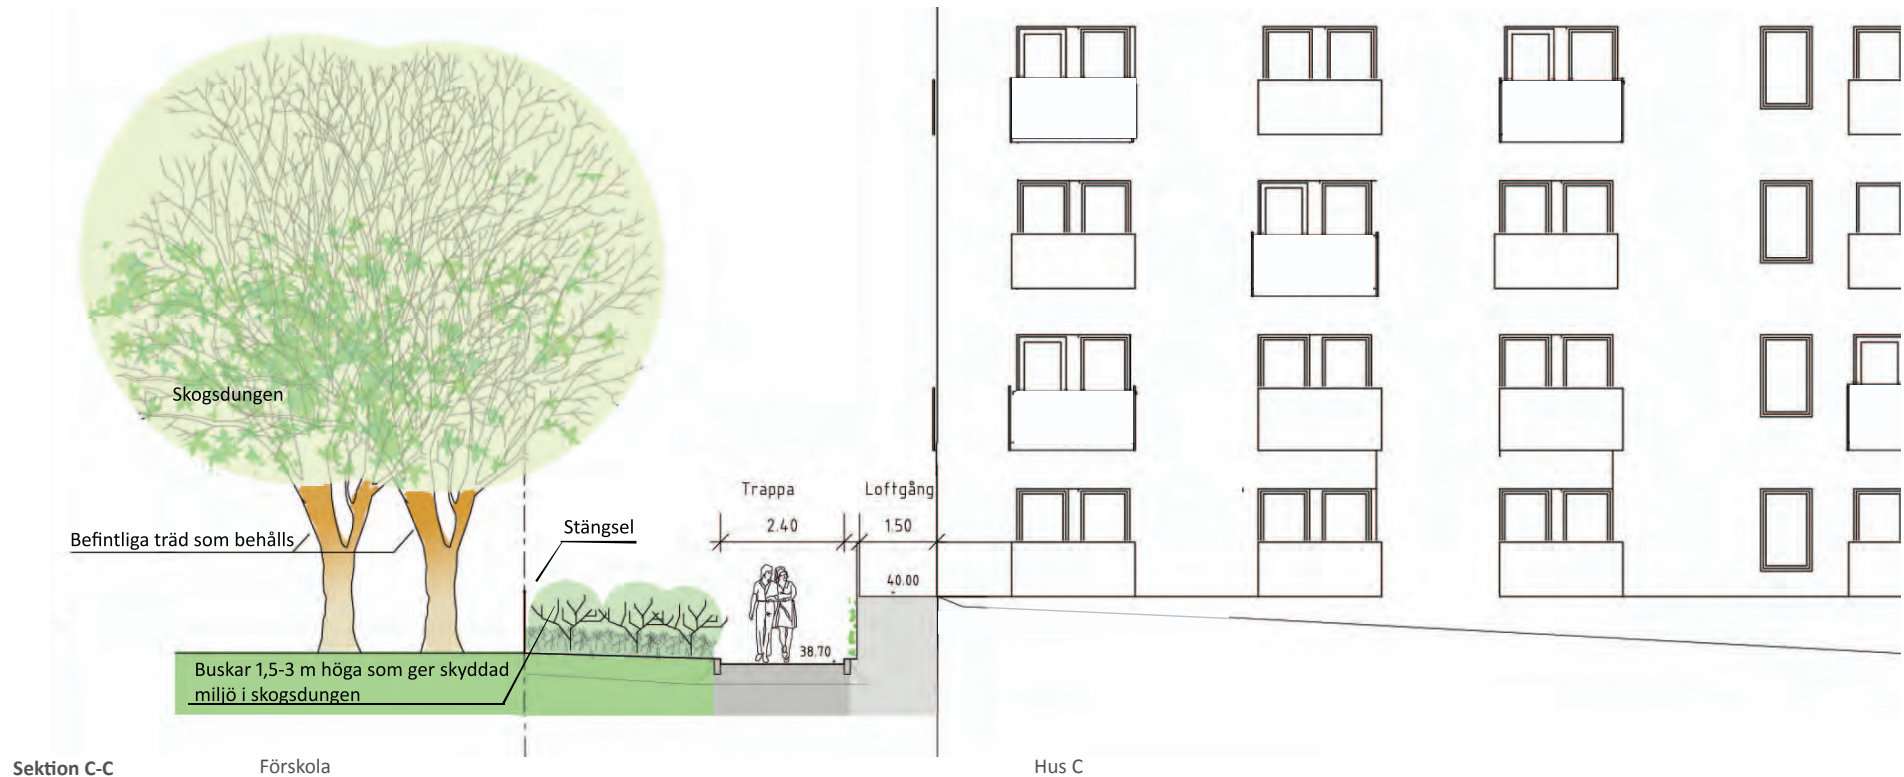 Skogsdungen
Trappa
Loftgång
2.40
1.50
Befintliga träd som behålls
Stängsel
40.00
38.70
Buskar 1,5-3 m höga som ger skyddad
miljö i skogsdungen
Sektion C-C
Förskola
Hus C